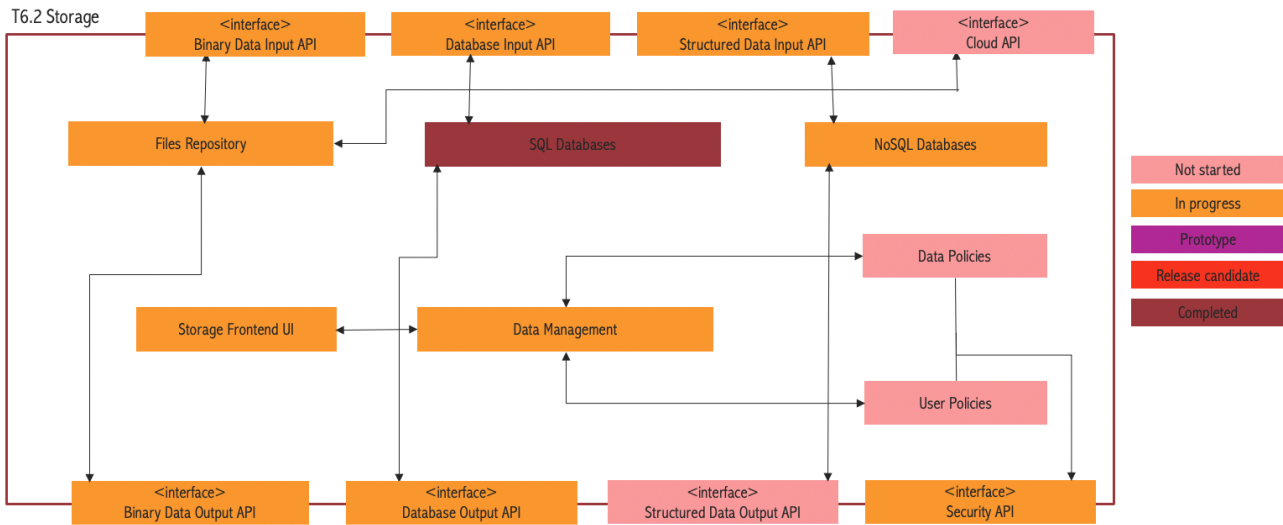 T6.2 Storage
<interface>
Binary Data Input API
<interface>
Database Input API
<interface>
Structured Data Input API
<interface>
Cloud API
Files Repository
SQL Databases
NoSQL Databases
Not started
In progress
Prototype
Release candidate
Completed
Data Policies
Storage Frontend UI
Data Management
User Policies
<interface>
Binary Data Output API
<interface>
Database Output API
<interface>
Structured Data Output API
<interface>
Security API